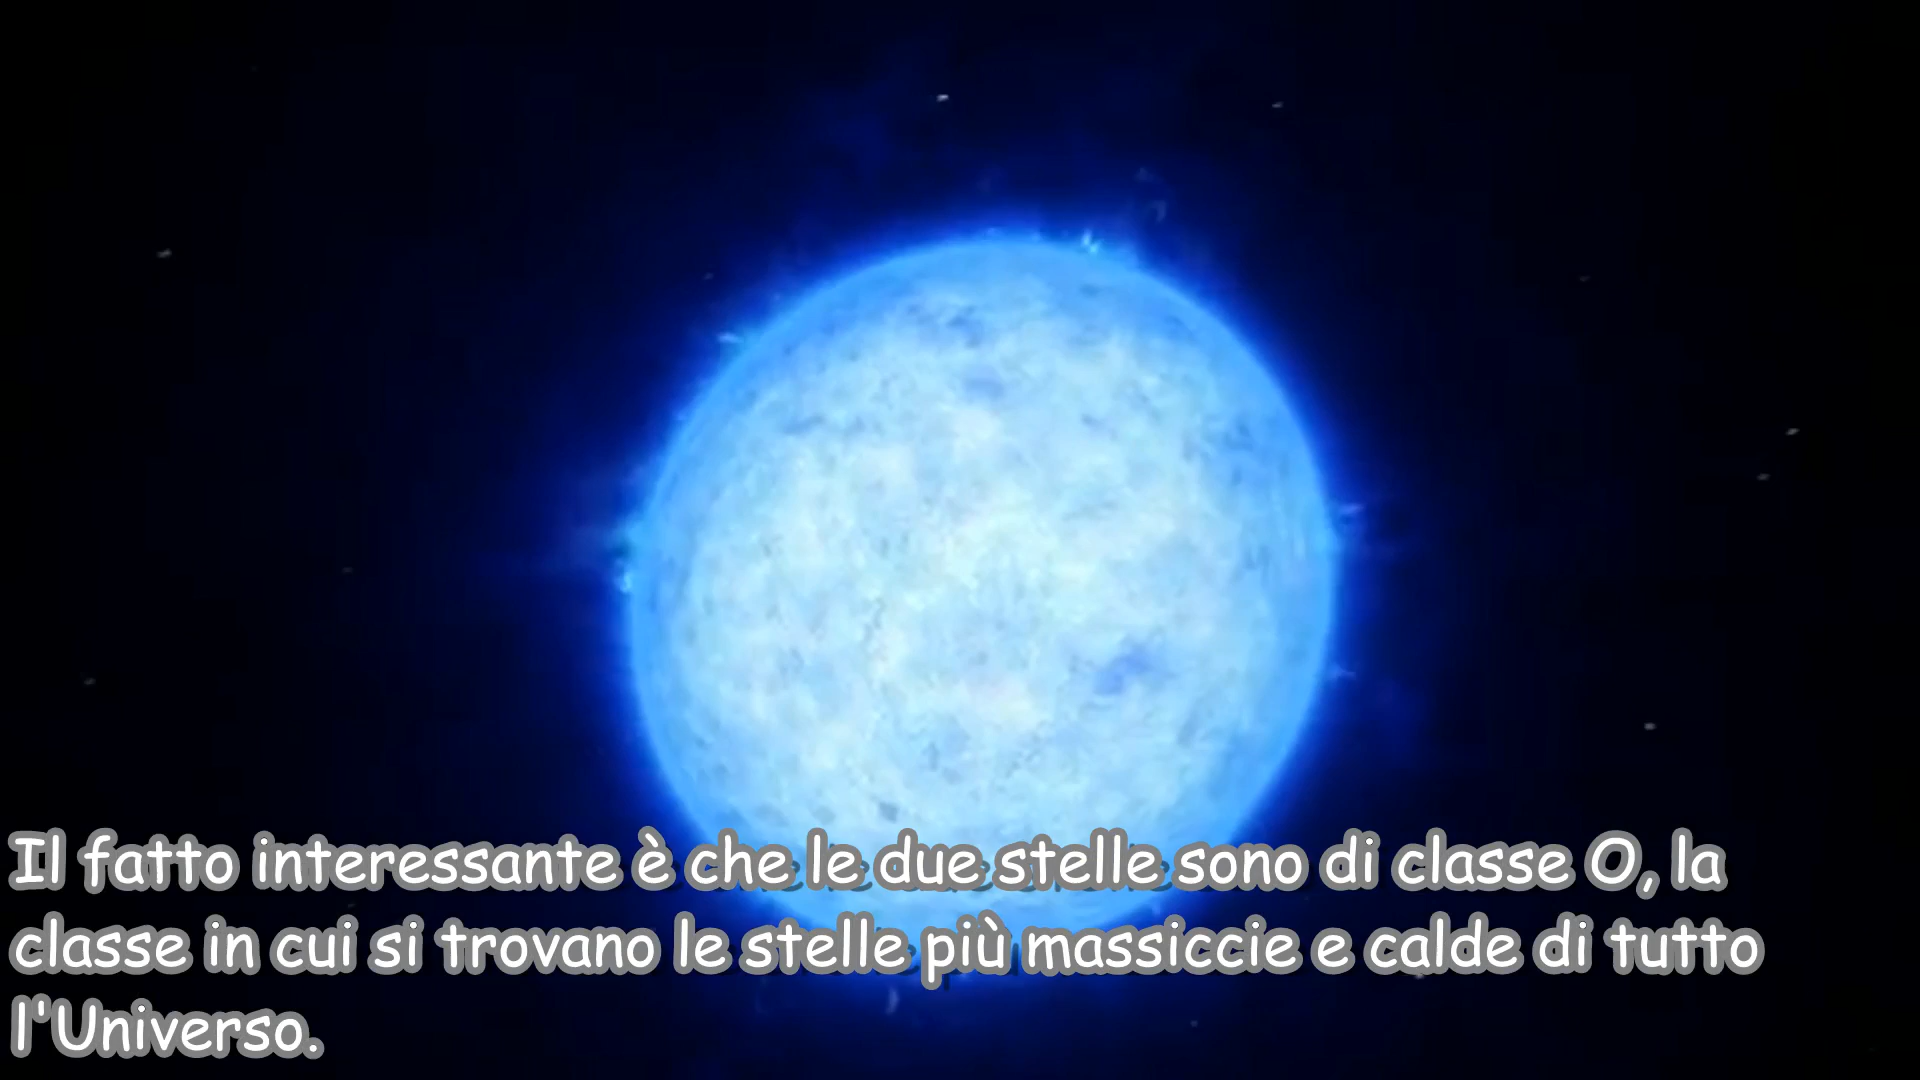 Il fatto interessante è che le due stelle sono di classe O, la
classe in cui si trovano le stelle più massiccie e calde di tutto
l'Universo.